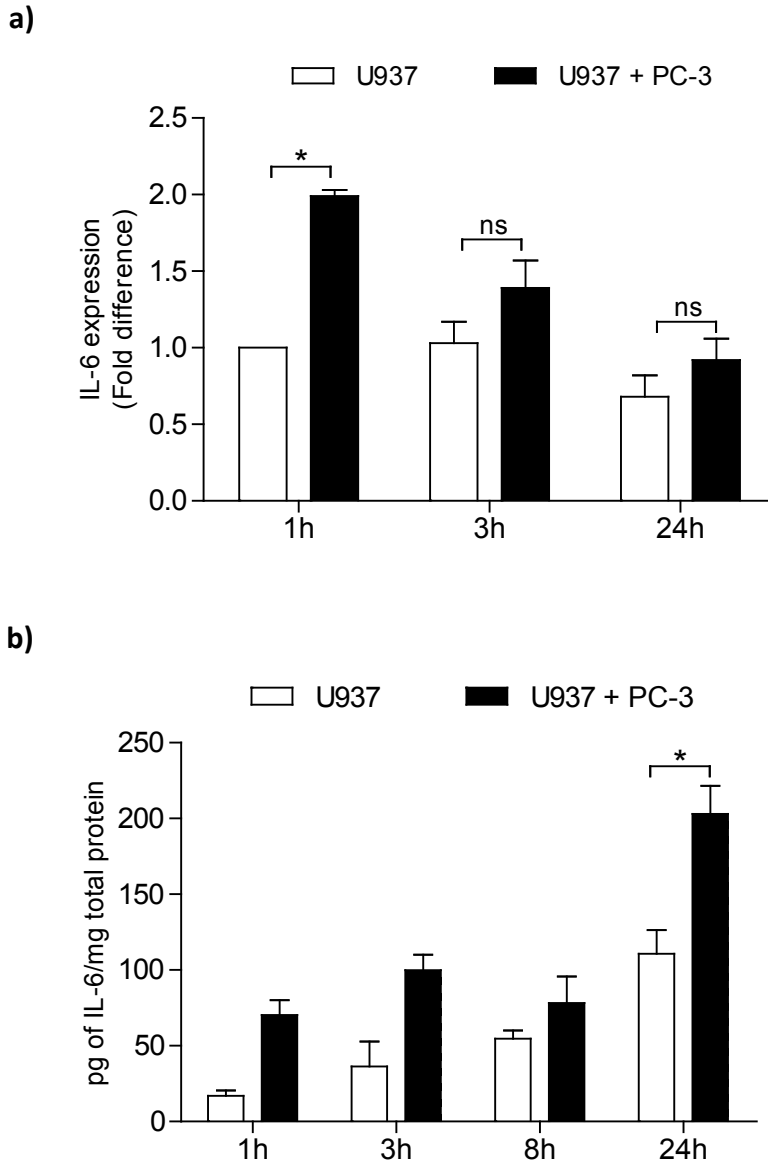 a)
U937 U937 + PC-3
IL-6 expression
(Fold difference)
2.5
2.0
1.5
1.0
0.5
0.0
* ns ns
1h 3h 24h
b)
U937 U937 + PC-3
pg of IL-6/mg total protein
250
200
150
100
50
0
*
1h 3h 8h 24h